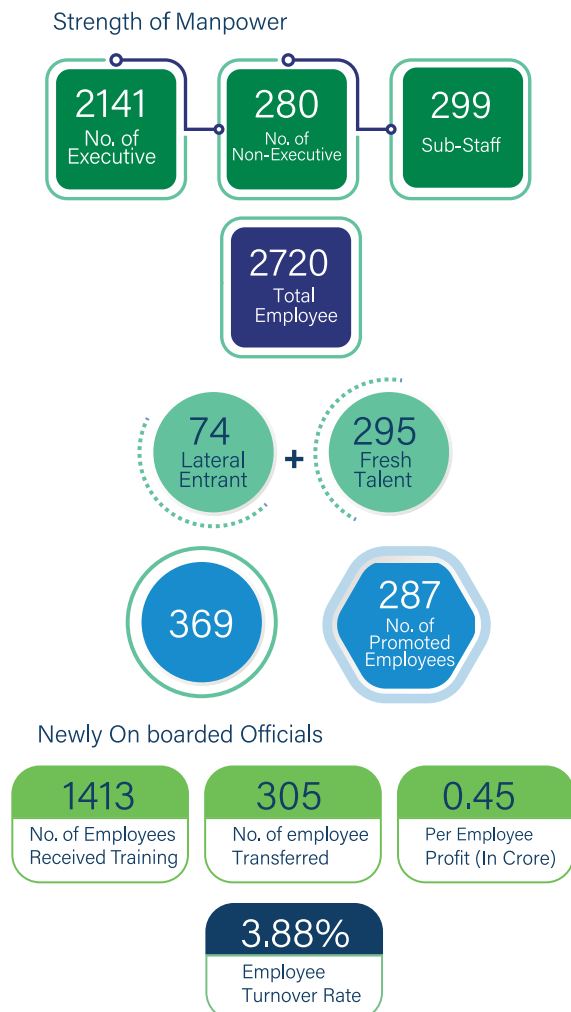 Strength of Manpower
2141
No. of
Executive
280
No. of
Non-Executive
299
Sub-Staff
2720
Total
Employee
74
Lateral
Entrant
+
295
Fresh
Talent
369
287
No. of
Promoted
Employees
Newly On boarded Officials
1413
No. of Employees
Received Training
305
No. of employee
Transferred
0.45
Per Employee
Profit (In Crore)
3.88%
Employee
Turnover Rate